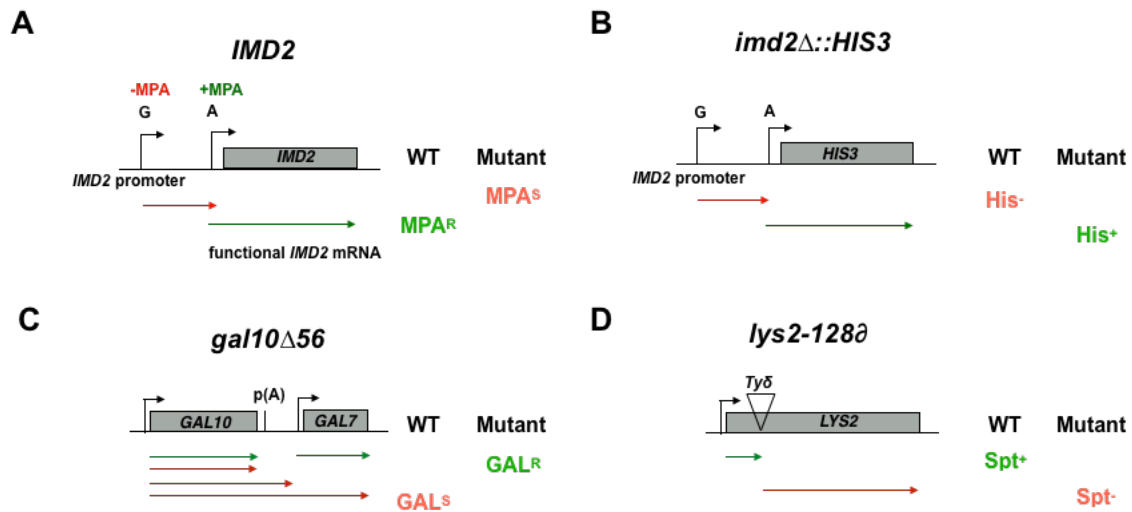 A
IMD2
-MPA +MPA
G A
IMD2
WT Mutant
IMD2 promoter
MPAS
MPAR
functional IMD2 mRNA
B
imd2Δ::HIS3
G A
HIS3
WT Mutant
IMD2 promoter
His-
His+
C
gal10Δ56
p(A)
GAL10 GAL7
WT Mutant
GALR
GALS
D
lys2-128∂
Tyδ
LYS2
WT Mutant
Spt+
Spt-